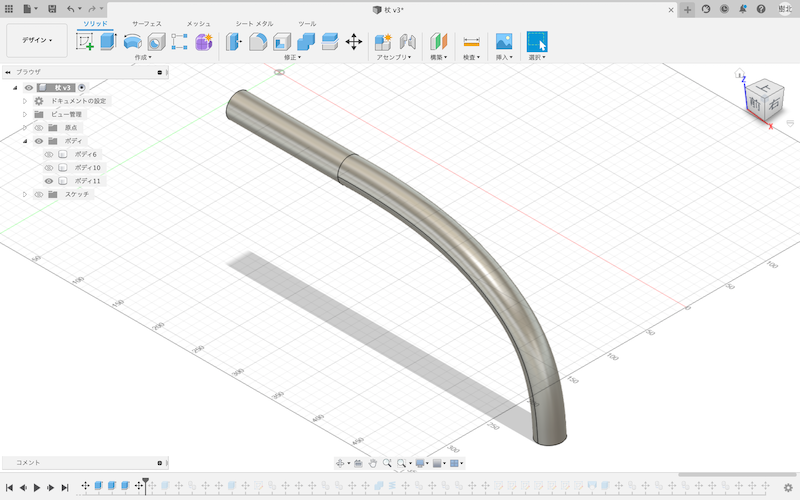 杖 v3*
樹北
デザイン
ソリッド
サーフェス
メッシュ
シート メタル
ツール
作成
修正
アセンブリ
構築
検査
挿入
選択
ブラウザ
杖 v3
ドキュメントの設定
ビュー管理
原点
ボディ
ボディ6
ボディ10
ボディ11
スケッチ
Z
上
前
右
X
コメント